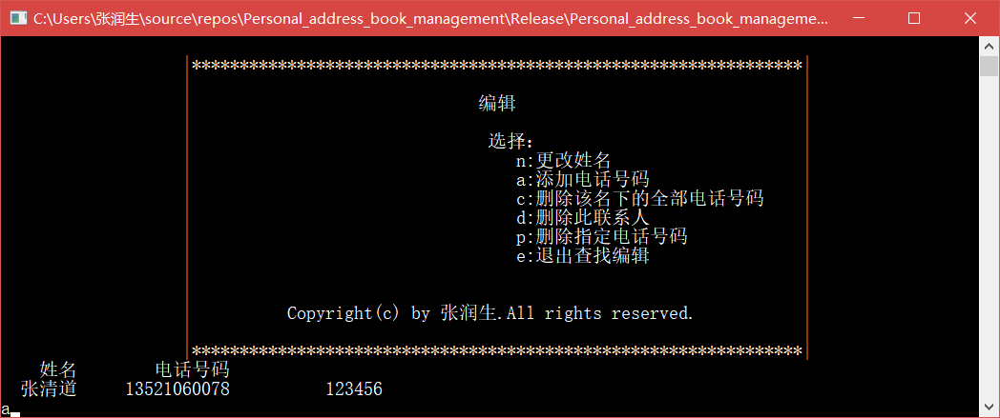 C:\Users\张润生\source\repos\Personal_address_book_management\Release\Personal_address_book_manageme...
****************************************************************
编辑
选择：
n:更改姓名
a:添加电话号码
c:删除该名下的全部电话号码
d:删除此联系人
p:删除指定电话号码
e:退出查找编辑
Copyright(c) by 张润生.All rights reserved.
****************************************************************
姓名 电话号码
张清道 13521060078 123456
a